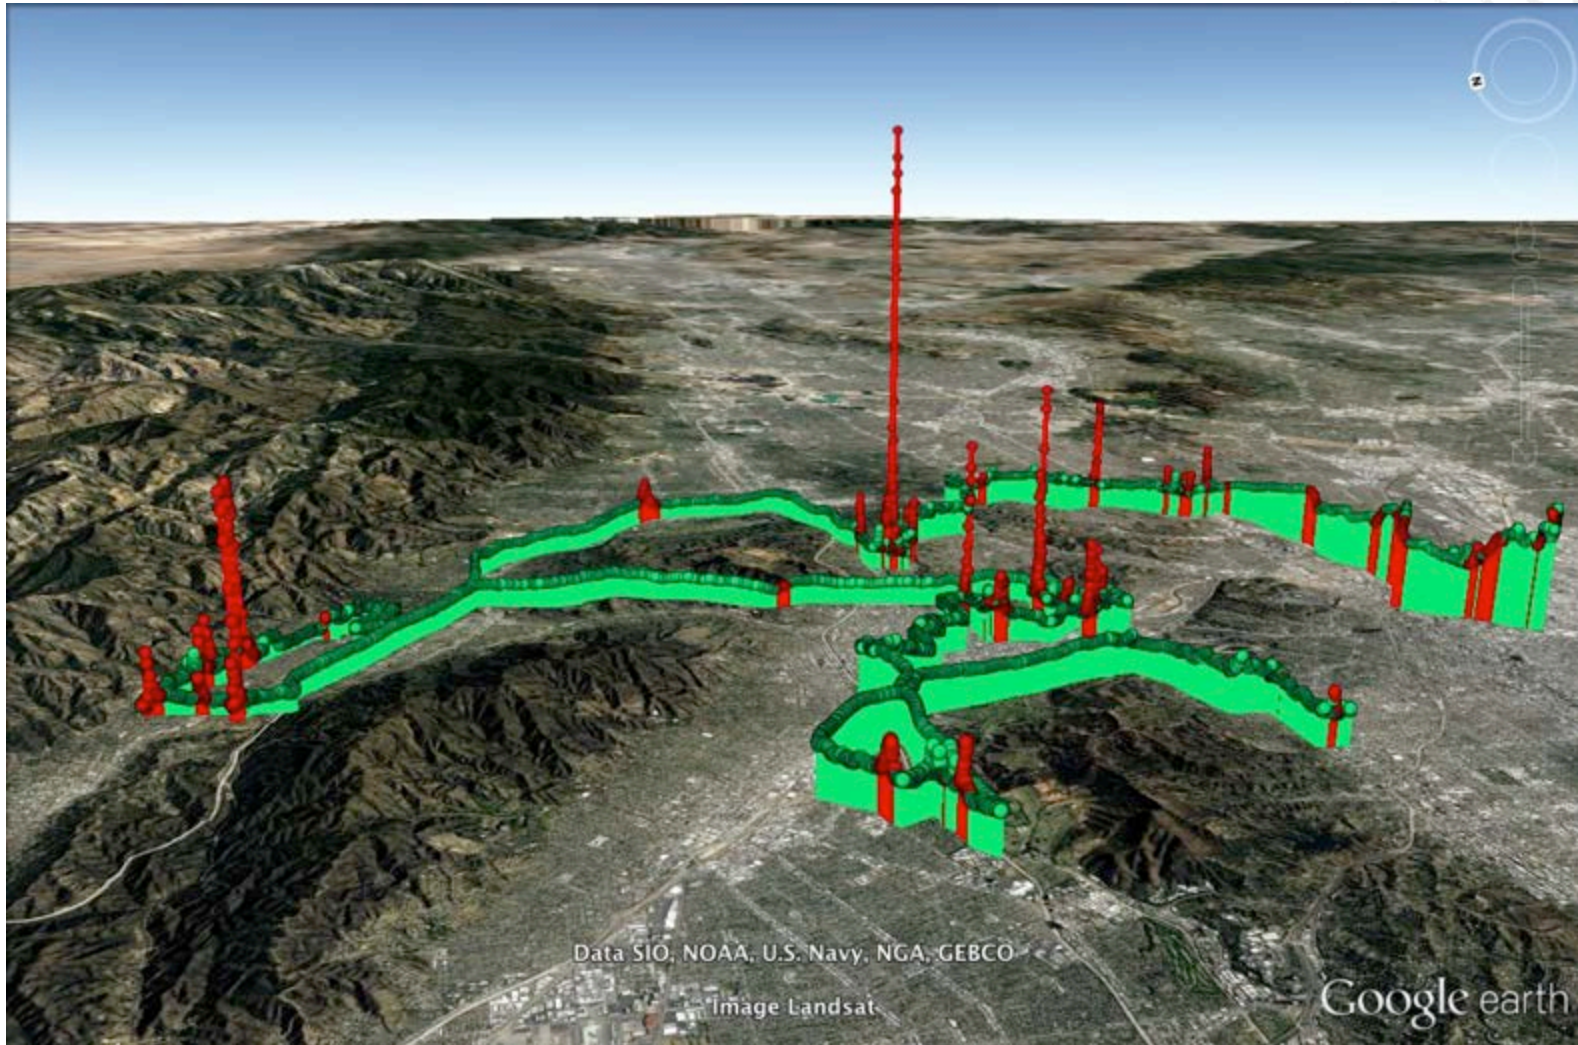 N
Data SIO, NOAA, U.S. Navy, NGA, GEBCO
Image Landsat
Google earth